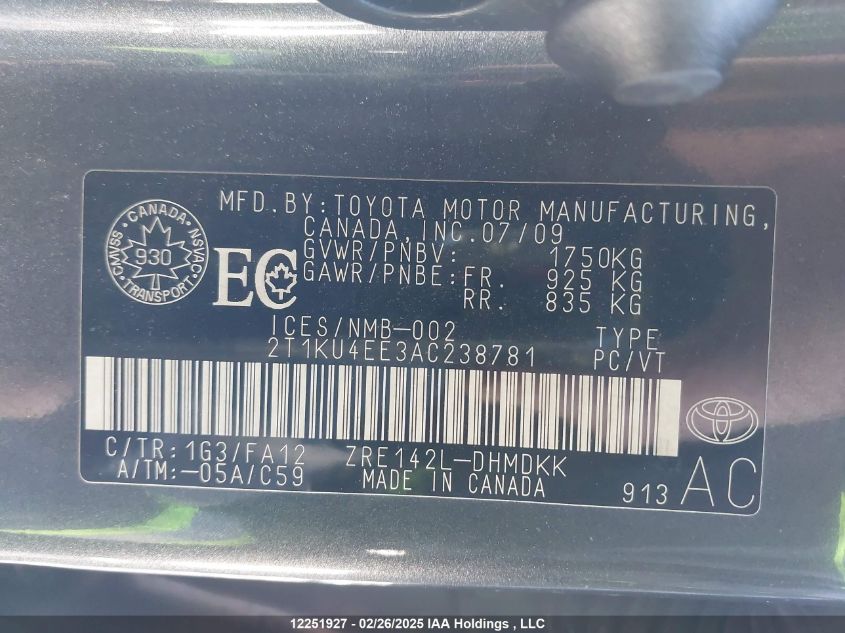 MFD. BY: TOYOTA MOTOR MANUFACTURING,
CANADA, INC. 07/09
GVWR/PNBV: 1750KG
GAWR/PNBE: FR. 925 KG
RR. 835 KG
CANADA
CMVSS 930 NSVAC
TRANSPORT
EC
ICES/NMB-002 TYPE
2T1KU4EE3AC238781 PC/VT
C/TR: 1G3/FA12 ZRE142L-DHMDKK
A/TM:-05A/C59 MADE IN CANADA
913 AC
12251927 - 02/26/2025 IAA Holdings , LLC